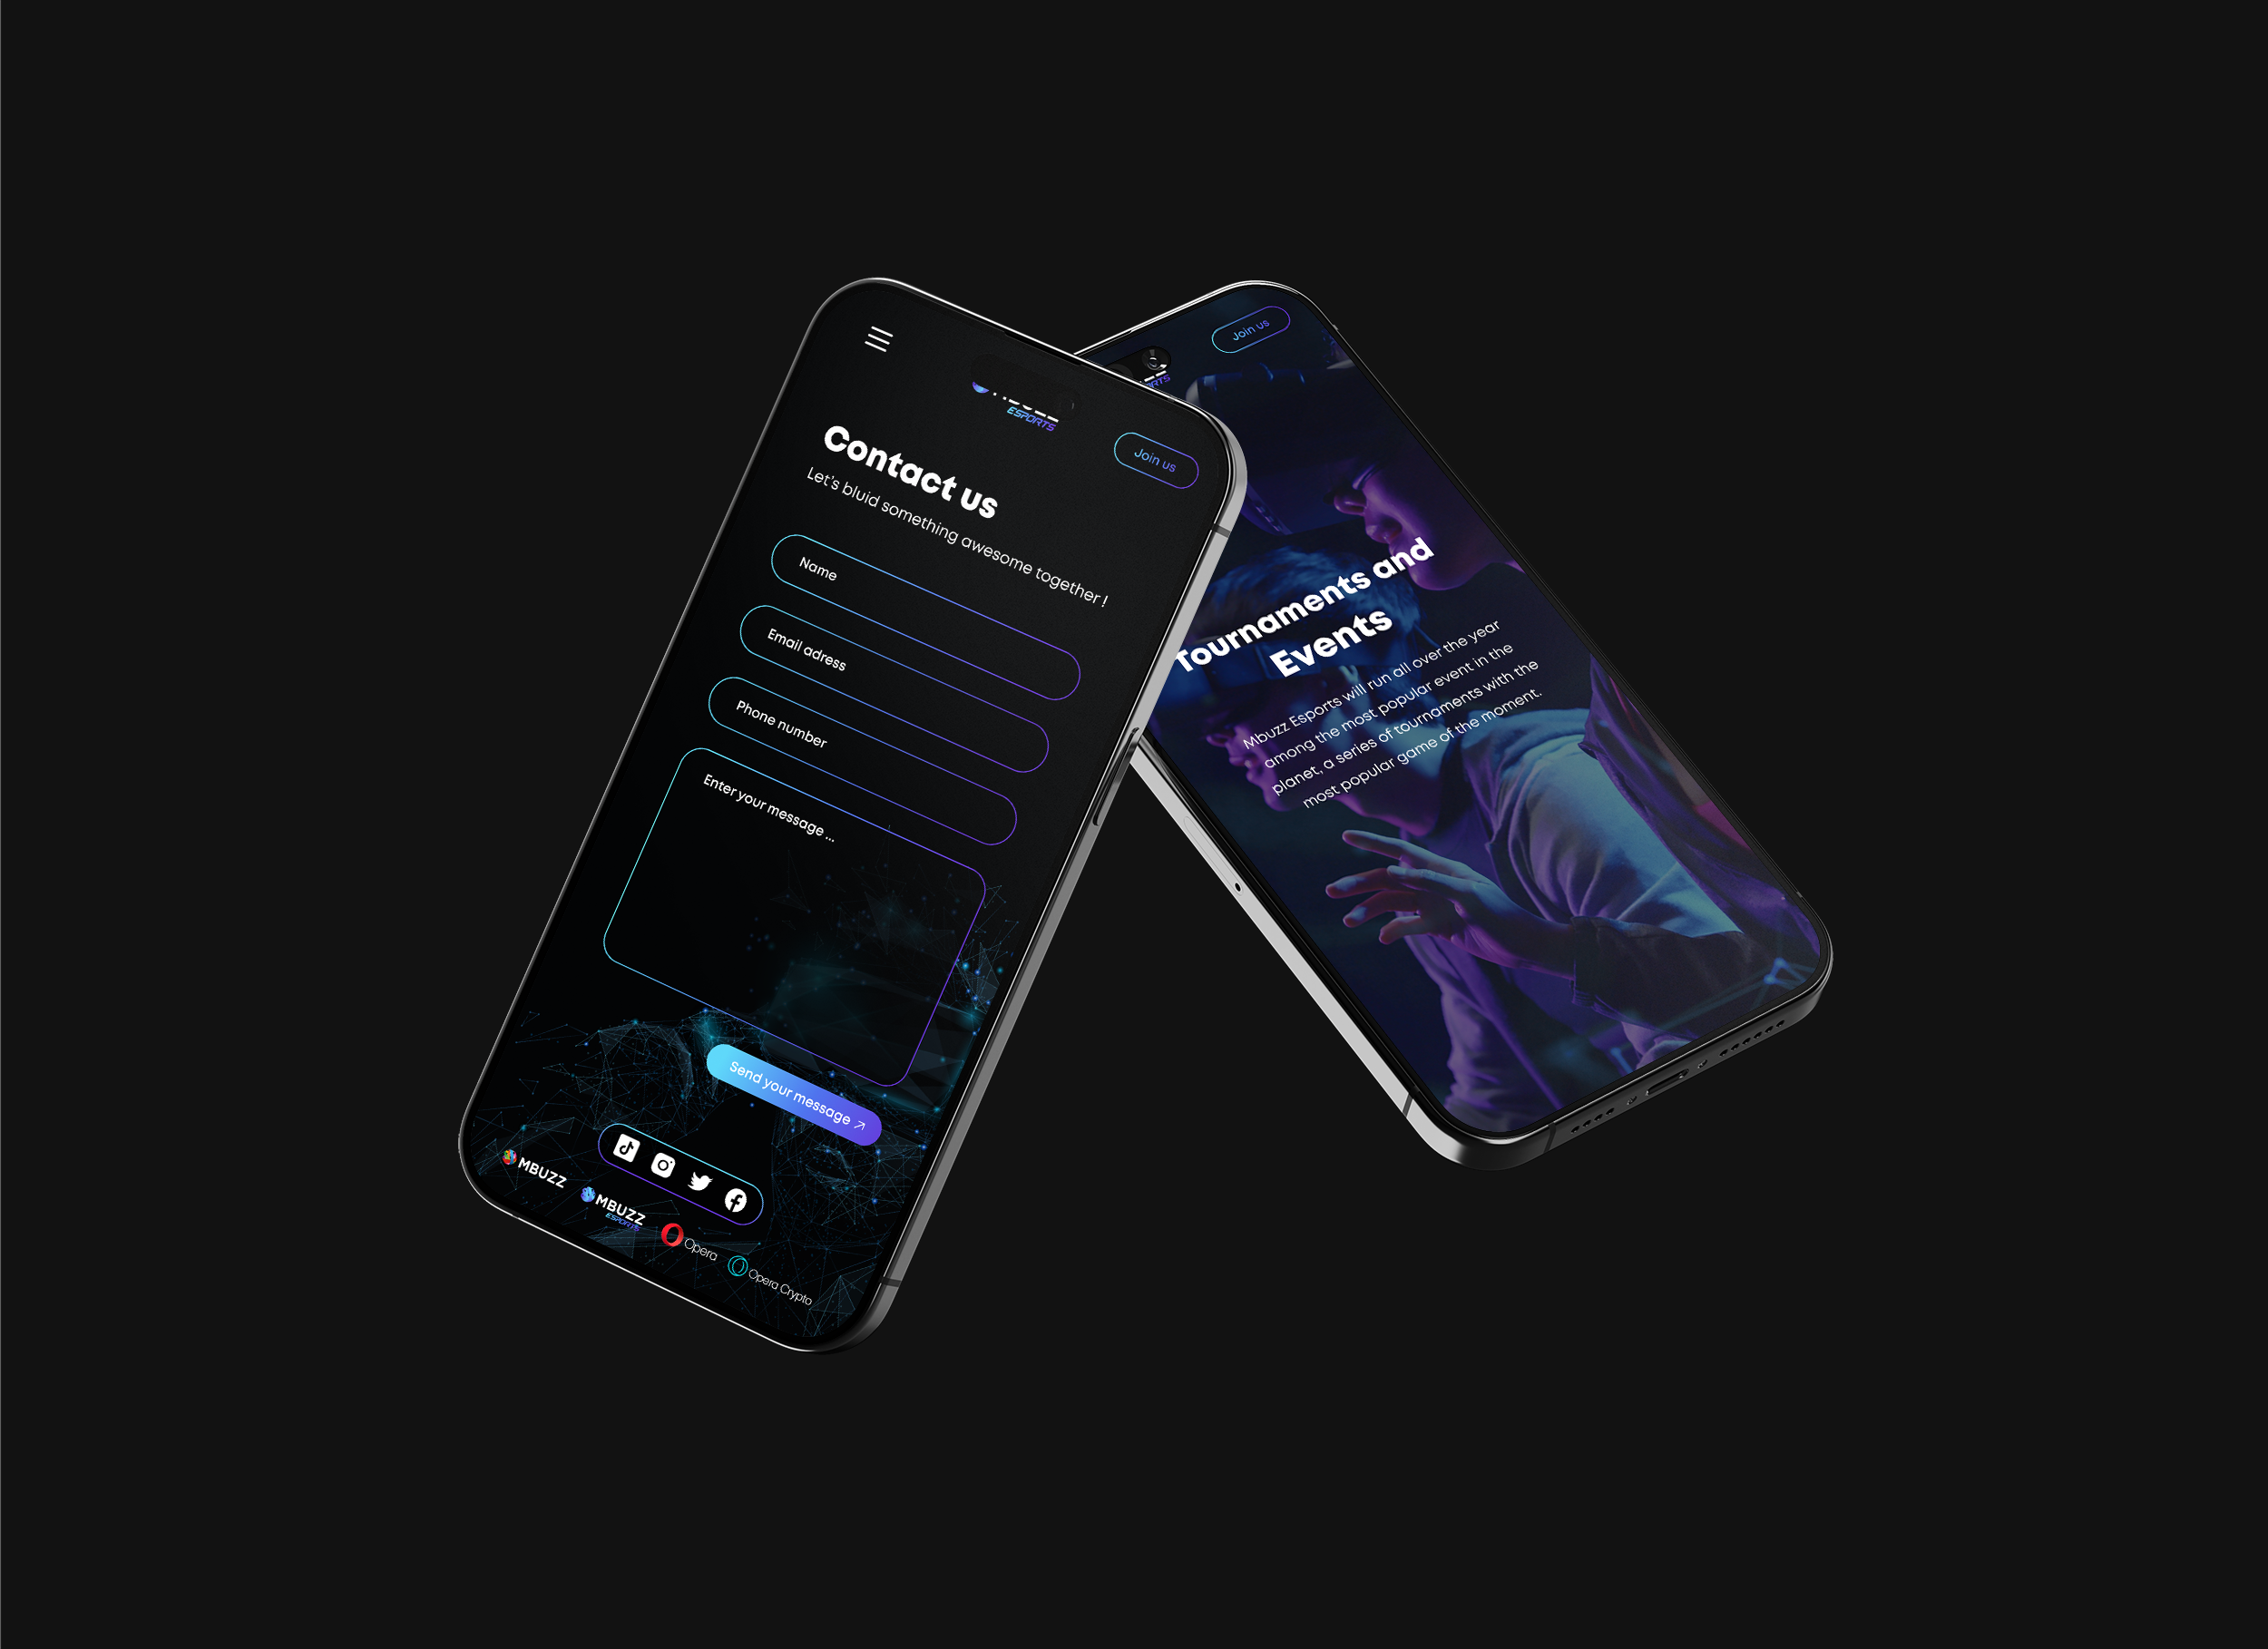 ESPORTS
Join us
Contact us
Let's bluid something awesome together !
Name
Email adress
Phone number
Enter your message ...
Send your message
MBUZZ
MBUZZ
ESPORTS
Opera
Opera Crypto
Join us
Tournaments and
Events
Mbuzz Esports will run all over the year
among the most popular event in the
planet, a series of tournaments with the
most popular game of the moment.